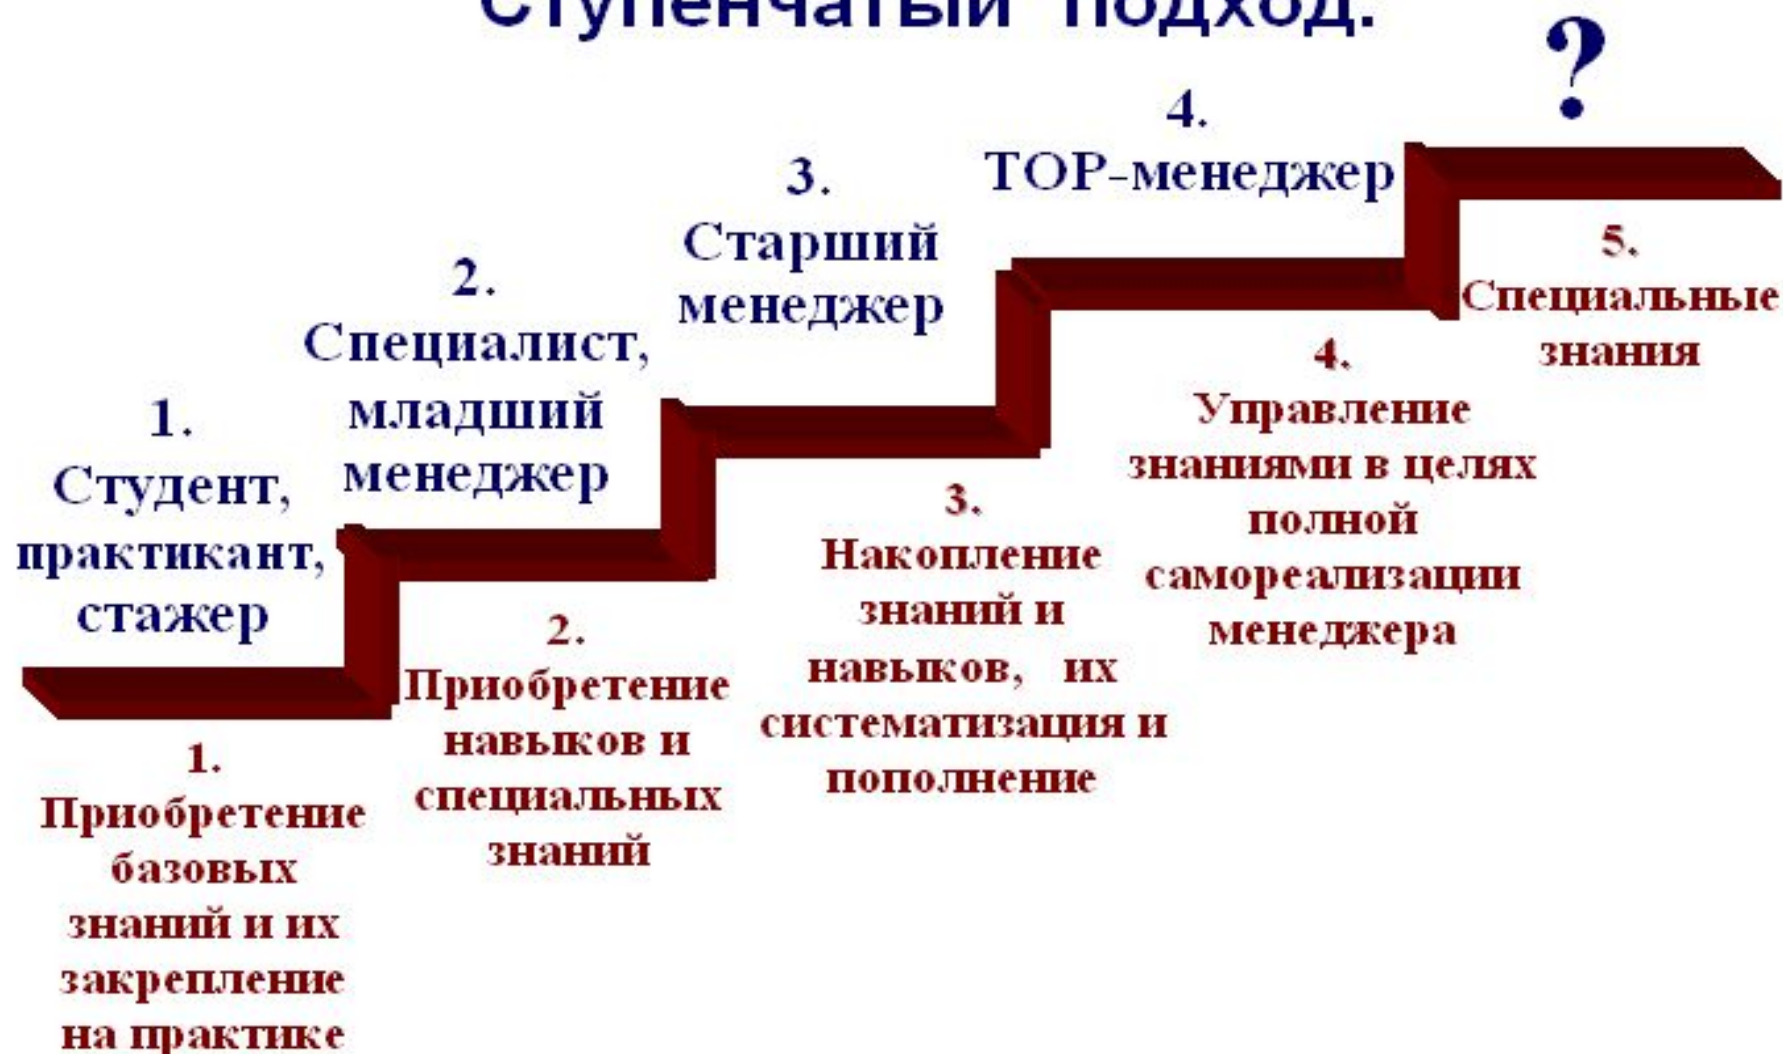 Ступенчатый подход.
?
4.
ТОР-менеджер
3.
Старший
менеджер
2.
Специалист,
младший
менеджер
1.
Студент,
практикант,
стажер
5.
Специальные
знания
4.
Управление
знаниями в целях
полной
самореализации
менеджера
3.
Накопление
знаний и
навыков, их
систематизация и
пополнение
2.
Приобретение
навыков и
специальных
знаний
1.
Приобретение
базовых
знаний и их
закрепление
на практике